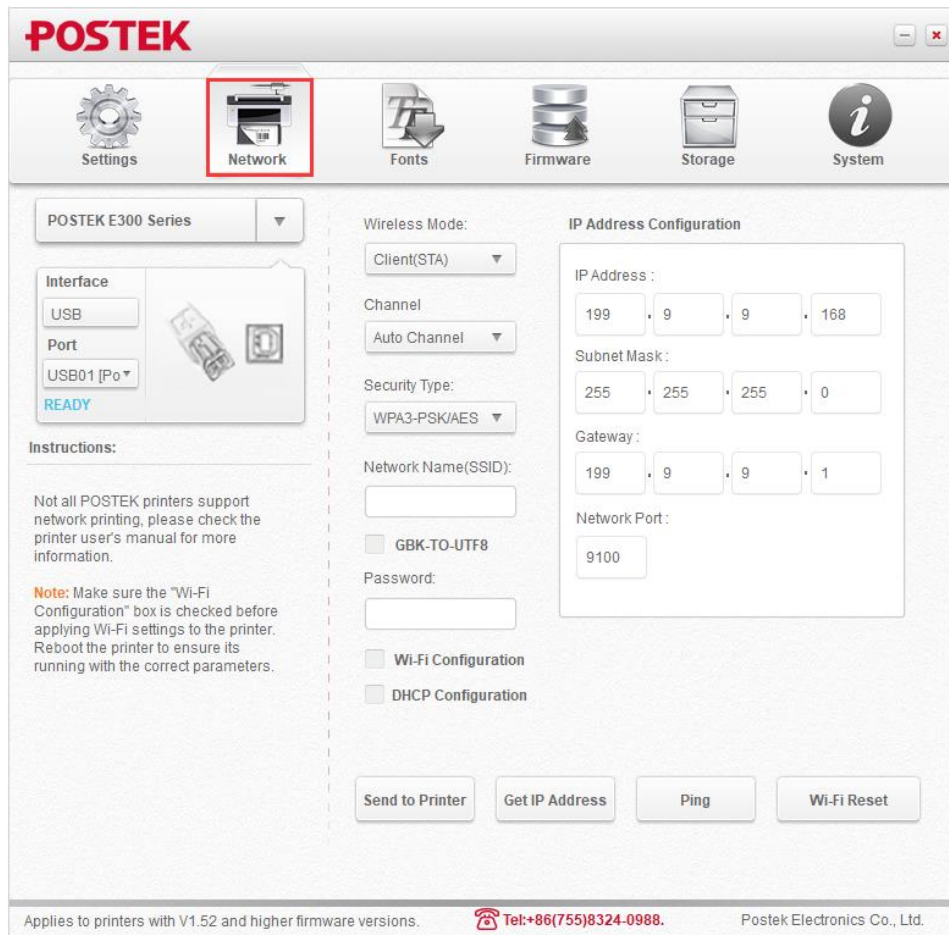 POSTEK
Settings
Network
Fonts
Firmware
Storage
System
POSTEK E300 Series
Interface
USB
Port
USB01 [Po
READY
Instructions:
Not all POSTEK printers support
network printing, please check the
printer user's manual for more
information.
Note: Make sure the "Wi-Fi
Configuration" box is checked before
applying Wi-Fi settings to the printer.
Reboot the printer to ensure its
running with the correct parameters.
Wireless Mode:
Client(STA)
Channel
Auto Channel
Security Type:
WPA3-PSK/AES
Network Name(SSID):
GBK-TO-UTF8
Password:
Wi-Fi Configuration
DHCP Configuration
IP Address Configuration
IP Address :
199 . 9 . 9 . 168
Subnet Mask :
255 . 255 . 255 . 0
Gateway :
199 . 9 . 9 . 1
Network Port :
9100
Send to Printer
Get IP Address
Ping
Wi-Fi Reset
Applies to printers with V1.52 and higher firmware versions.
Tel:+86(755)8324-0988.
Postek Electronics Co., Ltd.